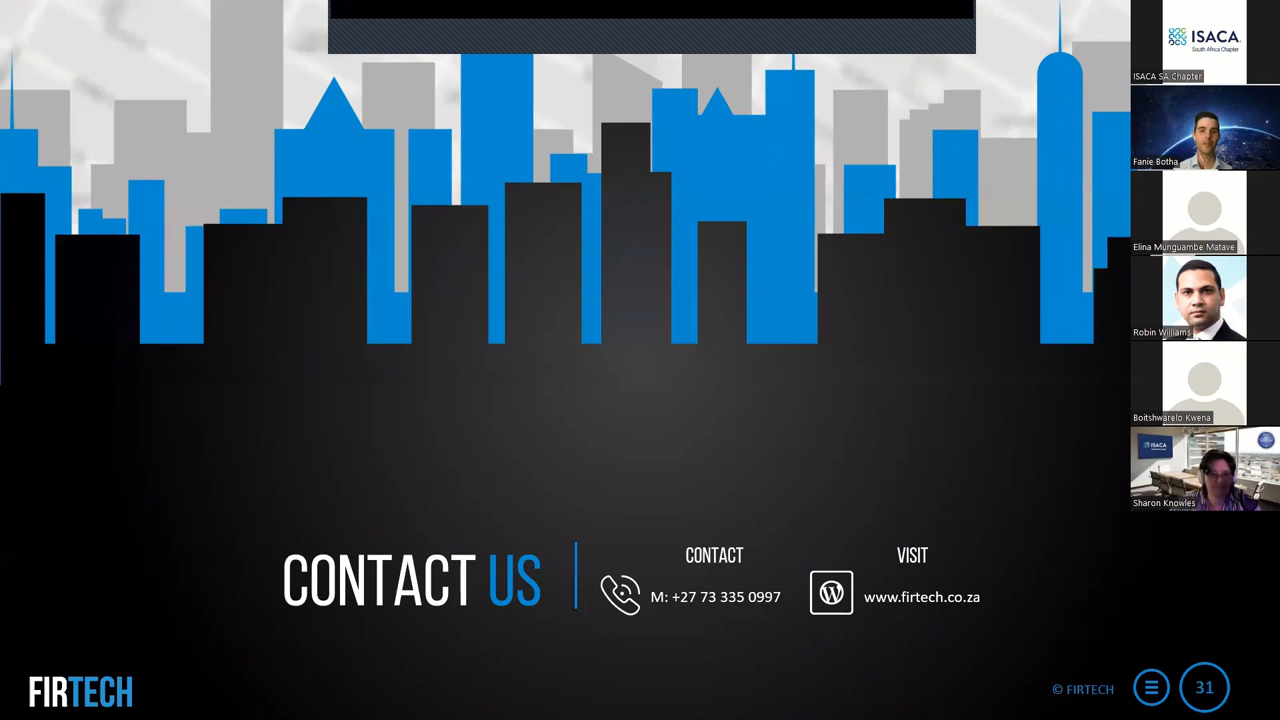 ISACA
South Africa Chapter
ISACA SA Chapter
Fanie Botha
Elina Munguambe Matave
Robin Williams
Boitshwarelo Kwena
ISACA
Sharon Knowles
CONTACT US
CONTACT
M: +27 73 335 0997
VISIT
www.firtech.co.za
FIRTECH
© FIRTECH
31